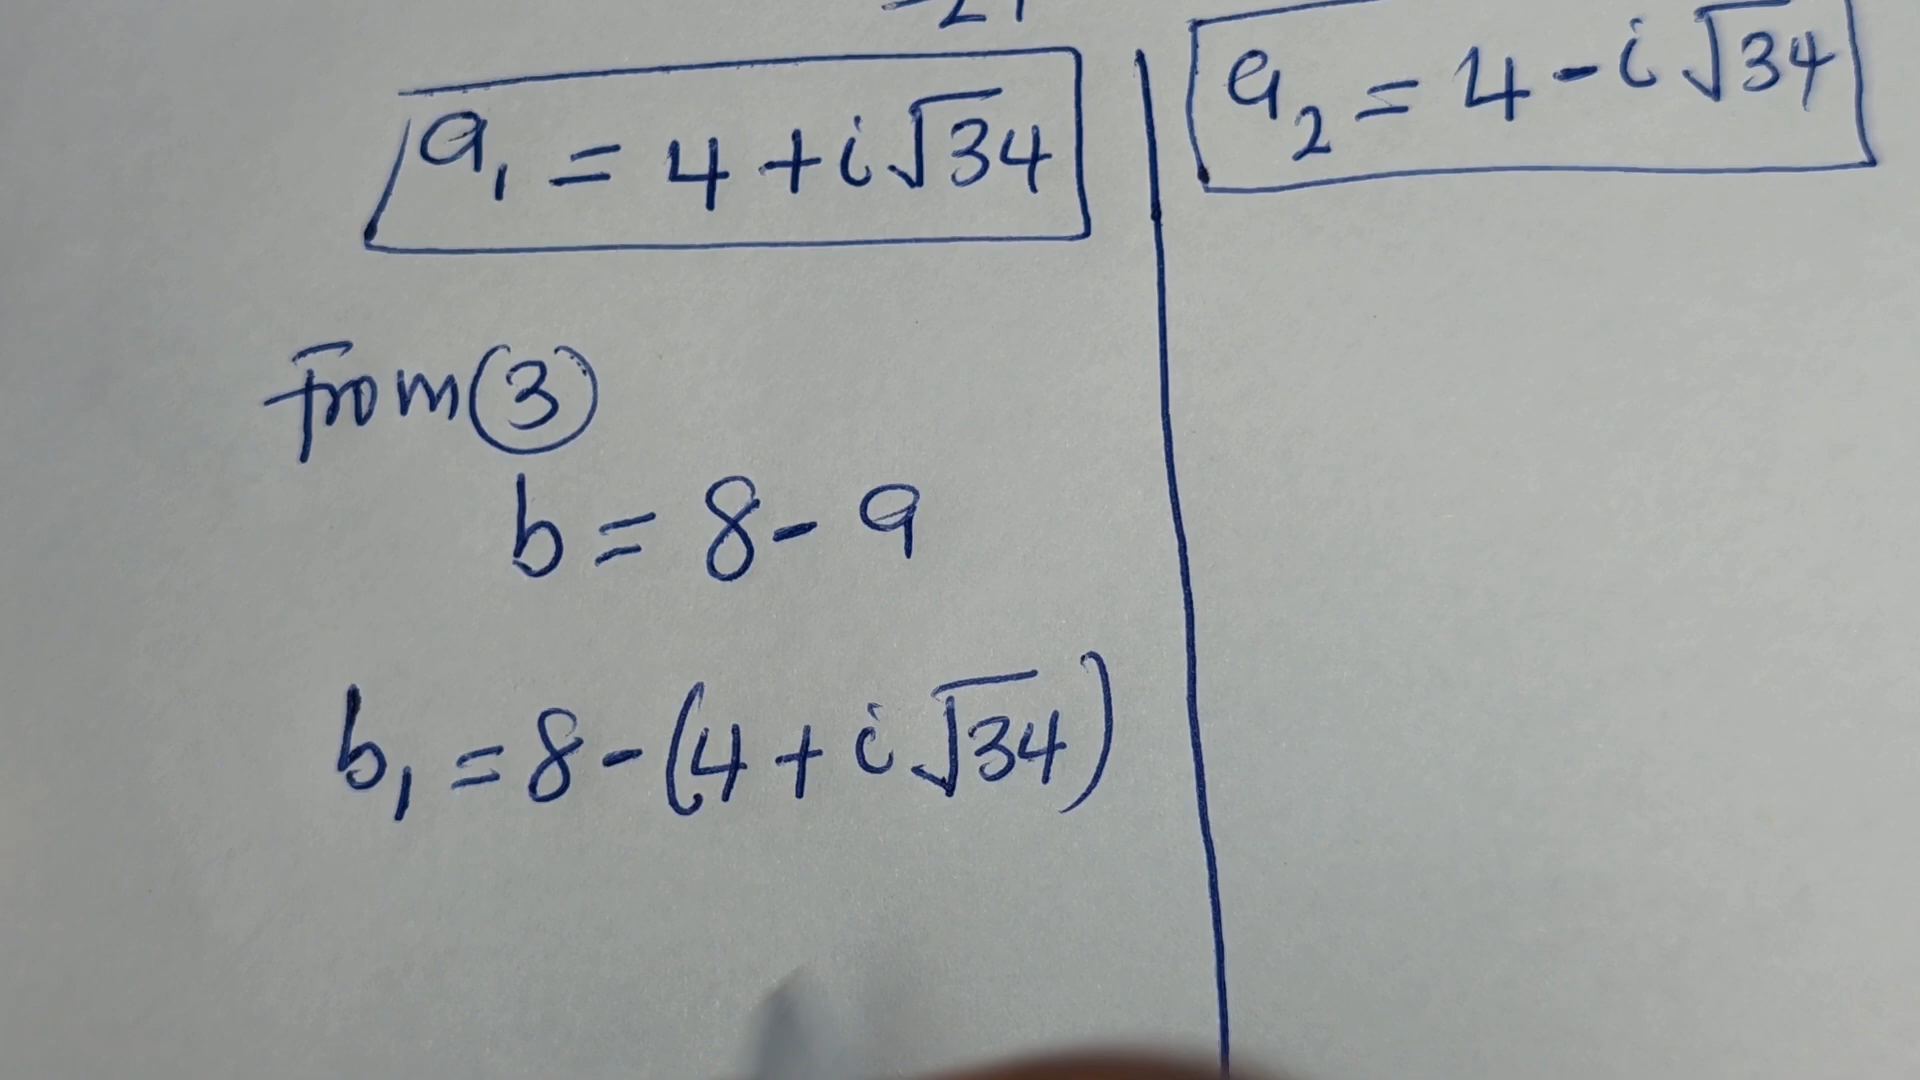 a₁ = 4 + i√34
a₂ = 4 - i√34
from ③
b = 8 - a
b₁ = 8 - (4 + i√34)